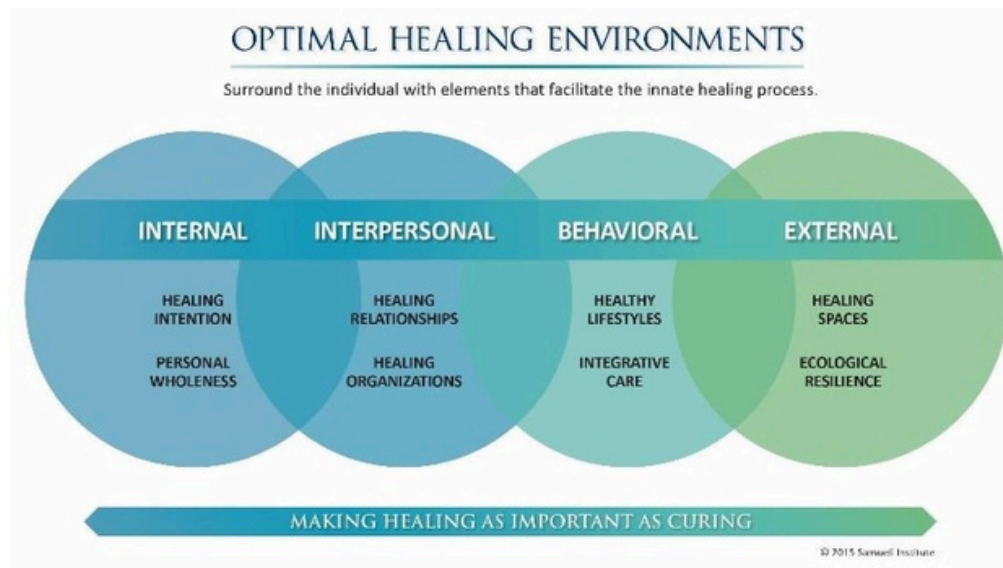 OPTIMAL HEALING ENVIRONMENTS
Surround the individual with elements that facilitate the innate healing process.
INTERNAL
HEALING
INTENTION
PERSONAL
WHOLENESS
INTERPERSONAL
HEALING
RELATIONSHIPS
HEALING
ORGANIZATIONS
BEHAVIORAL
HEALTHY
LIFESTYLES
INTEGRATIVE
CARE
EXTERNAL
HEALING
SPACES
ECOLOGICAL
RESILIENCE
MAKING HEALING AS IMPORTANT AS CURING
© 2015 Samueli Institute